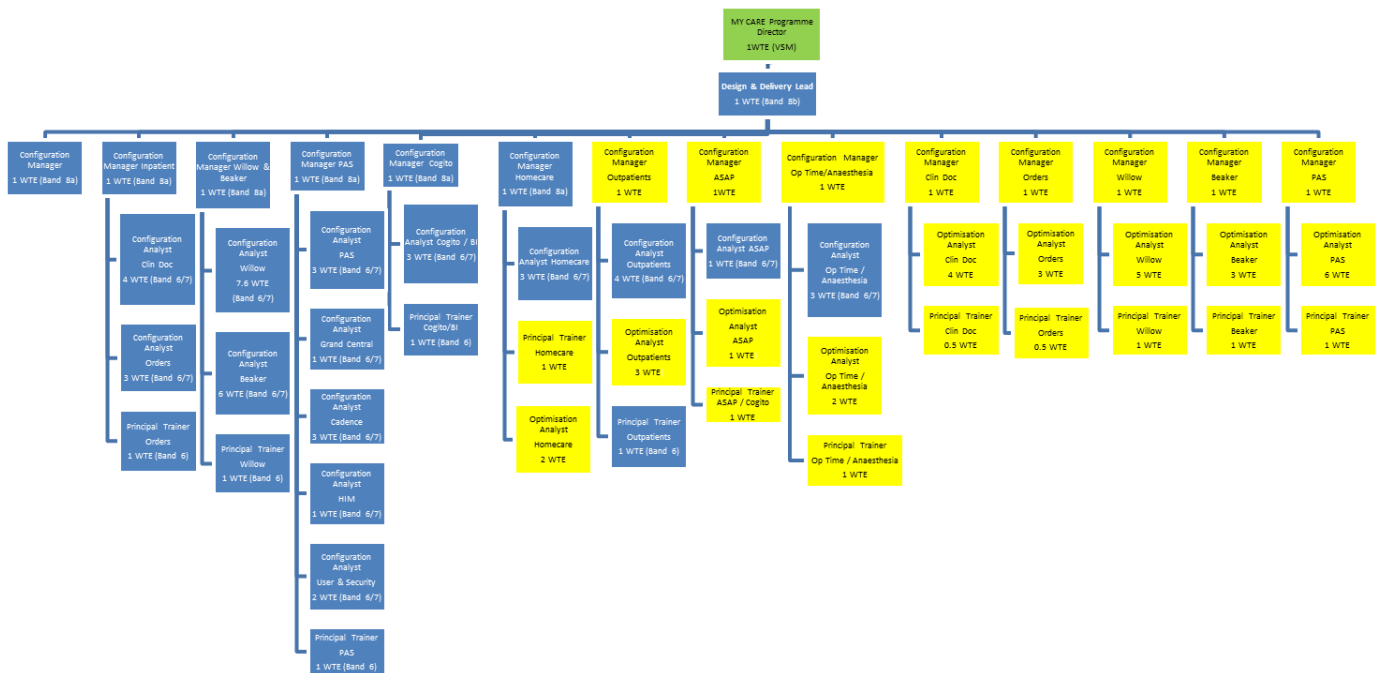 MY CARE Programme
Director
1WTE (VSM)
Design & Delivery Lead
1 WTE (Band 8b)
Configuration
Manager
1 WTE (Band 8a)
Configuration
Manager Inpatient
1 WTE (Band 8a)
Configuration
Manager Willow &
Beaker
1 WTE (Band 8a)
Configuration
Manager PAS
1 WTE (Band 8a)
Configuration
Manager Cogito
1 WTE (Band 8a)
Configuration
Manager
Homecare
1 WTE (Band 8a)
Configuration
Manager
Outpatients
1 WTE
Configuration
Manager
ASAP
1WTE
Configuration Manager
Op Time/Anaesthesia
1 WTE
Configuration
Manager
Clin Doc
1 WTE
Configuration
Manager
Orders
1 WTE
Configuration
Manager
Willow
1 WTE
Configuration
Manager
Beaker
1 WTE
Configuration
Manager
PAS
1 WTE
Configuration
Analyst
Clin Doc
4 WTE (Band 6/7)
Configuration
Analyst
Orders
3 WTE (Band 6/7)
Principal Trainer
Orders
1 WTE (Band 6)
Configuration
Analyst
Willow
7.6 WTE
(Band 6/7)
Configuration
Analyst
Beaker
6 WTE (Band 6/7)
Principal Trainer
Willow
1 WTE (Band 6)
Configuration
Analyst
PAS
3 WTE (Band 6/7)
Configuration
Analyst
Grand Central
1 WTE (Band 6/7)
Configuration
Analyst
Cadence
3 WTE (Band 6/7)
Configuration
Analyst
HIM
1 WTE (Band 6/7)
Configuration
Analyst
User & Security
2 WTE (Band 6/7)
Principal Trainer
PAS
1 WTE (Band 6)
Configuration
Analyst Cogito / BI
3 WTE (Band 6/7)
Principal Trainer
Cogito/BI
1 WTE (Band 6)
Configuration
Analyst Homecare
3 WTE (Band 6/7)
Principal Trainer
Homecare
1 WTE
Optimisation
Analyst
Homecare
2 WTE
Configuration
Analyst
Outpatients
4 WTE (Band 6/7)
Optimisation
Analyst
Outpatients
3 WTE
Principal Trainer
Outpatients
1 WTE (Band 6)
Configuration
Analyst ASAP
1 WTE (Band 6/7)
Optimisation
Analyst
ASAP
1 WTE
Principal Trainer
ASAP / Cogito
1 WTE
Configuration
Analyst
Op Time /
Anaesthesia
3 WTE (Band 6/7)
Optimisation
Analyst
Op Time /
Anaesthesia
2 WTE
Principal Trainer
Op Time / Anaesthesia
1 WTE
Optimisation
Analyst
Clin Doc
4 WTE
Principal Trainer
Clin Doc
0.5 WTE
Optimisation
Analyst
Orders
3 WTE
Principal Trainer
Orders
0.5 WTE
Optimisation
Analyst
Willow
5 WTE
Principal Trainer
Willow
1 WTE
Optimisation
Analyst
Beaker
3 WTE
Principal Trainer
Beaker
1 WTE
Optimisation
Analyst
PAS
6 WTE
Principal Trainer
PAS
1 WTE